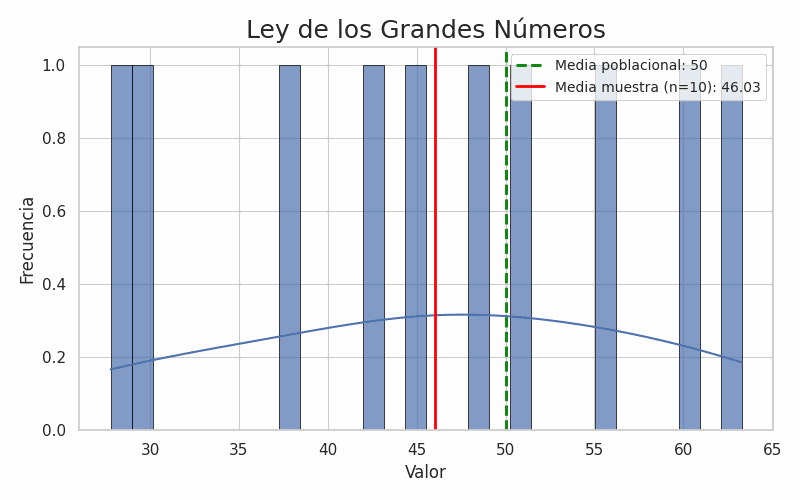 Ley de los Grandes Números
Media poblacional: 50
Media muestra (n=10): 46.03
1.0
0.8
0.6
0.4
0.2
0.0
Frecuencia
30 35 40 45 50 55 60 65
Valor